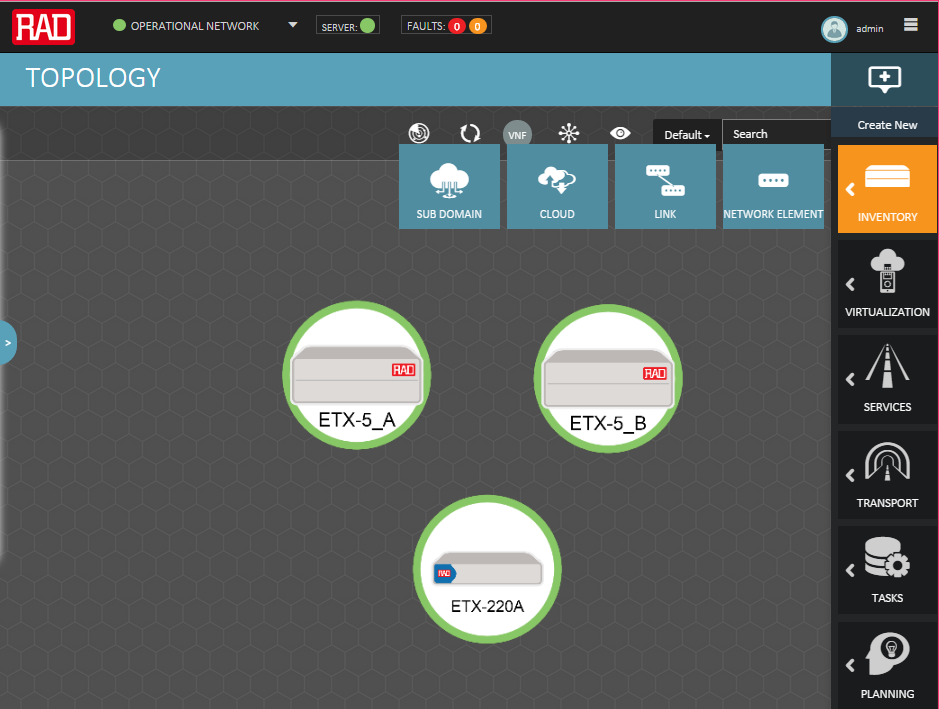 RAD
OPERATIONAL NETWORK
SERVER:
FAULTS: 0 0
admin
TOPOLOGY
Create New
VNF
Default
Search
SUB DOMAIN
CLOUD
LINK
NETWORK ELEMENT
INVENTORY
VIRTUALIZATION
SERVICES
TRANSPORT
TASKS
PLANNING
>
RAD
ETX-5_A
RAD
ETX-5_B
RAD
ETX-220A